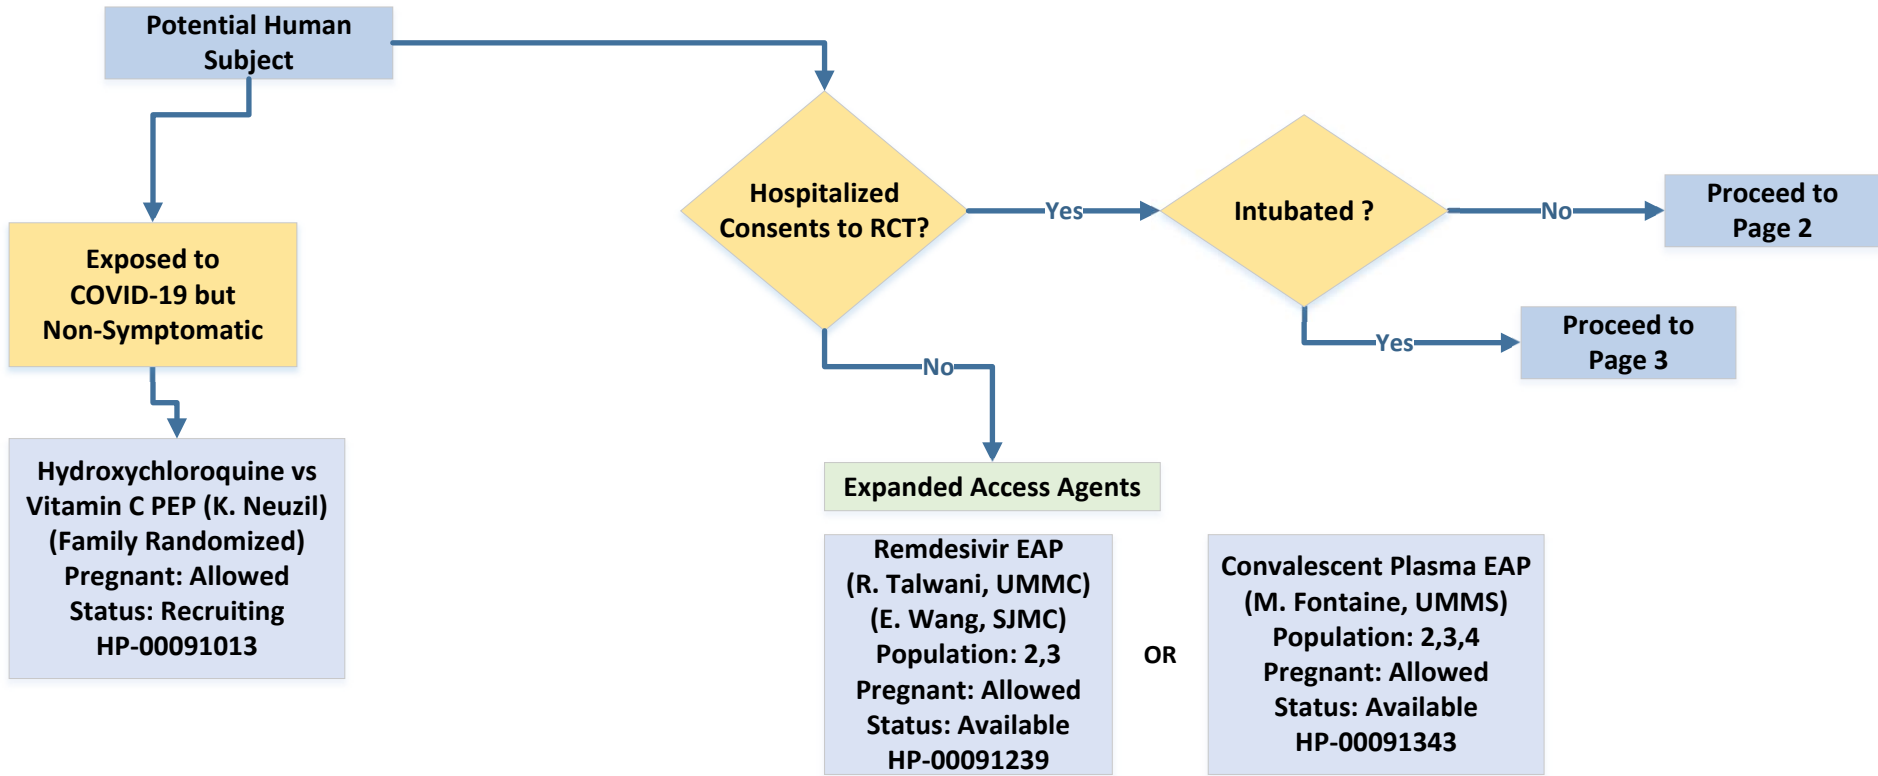 Potential Human
Subject
Exposed to
COVID-19 but
Non-Symptomatic
Hydroxychloroquine vs
Vitamin C PEP (K. Neuzil)
(Family Randomized)
Pregnant: Allowed
Status: Recruiting
HP-00091013
Hospitalized
Consents to RCT?
Yes
Intubated ?
No
Proceed to
Page 2
Yes
Proceed to
Page 3
No
Expanded Access Agents
Remdesivir EAP
(R. Talwani, UMMC)
(E. Wang, SJMC)
Population: 2,3
Pregnant: Allowed
Status: Available
HP-00091239
OR
Convalescent Plasma EAP
(M. Fontaine, UMMS)
Population: 2,3,4
Pregnant: Allowed
Status: Available
HP-00091343